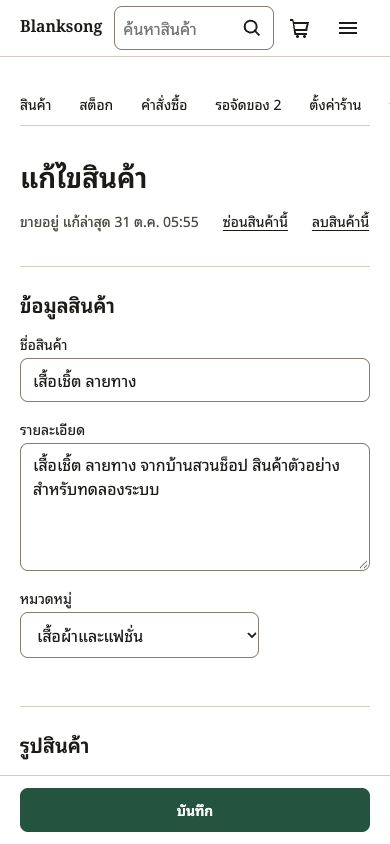 Blanksong
ค้นหาสินค้า
สินค้า สต็อก คำสั่งซื้อ รอจัดของ 2 ตั้งค่าร้าน
แก้ไขสินค้า
ขายอยู่ แก้ล่าสุด 31 ต.ค. 05:55 ซ่อนสินค้านี้ ลบสินค้านี้
ข้อมูลสินค้า
ชื่อสินค้า
เสื้อเชิ้ต ลายทาง
รายละเอียด
เสื้อเชิ้ต ลายทาง จากบ้านสวนช็อป สินค้าตัวอย่าง
สำหรับทดลองระบบ
หมวดหมู่
เสื้อผ้าและแฟชั่น
รูปสินค้า
บันทึก